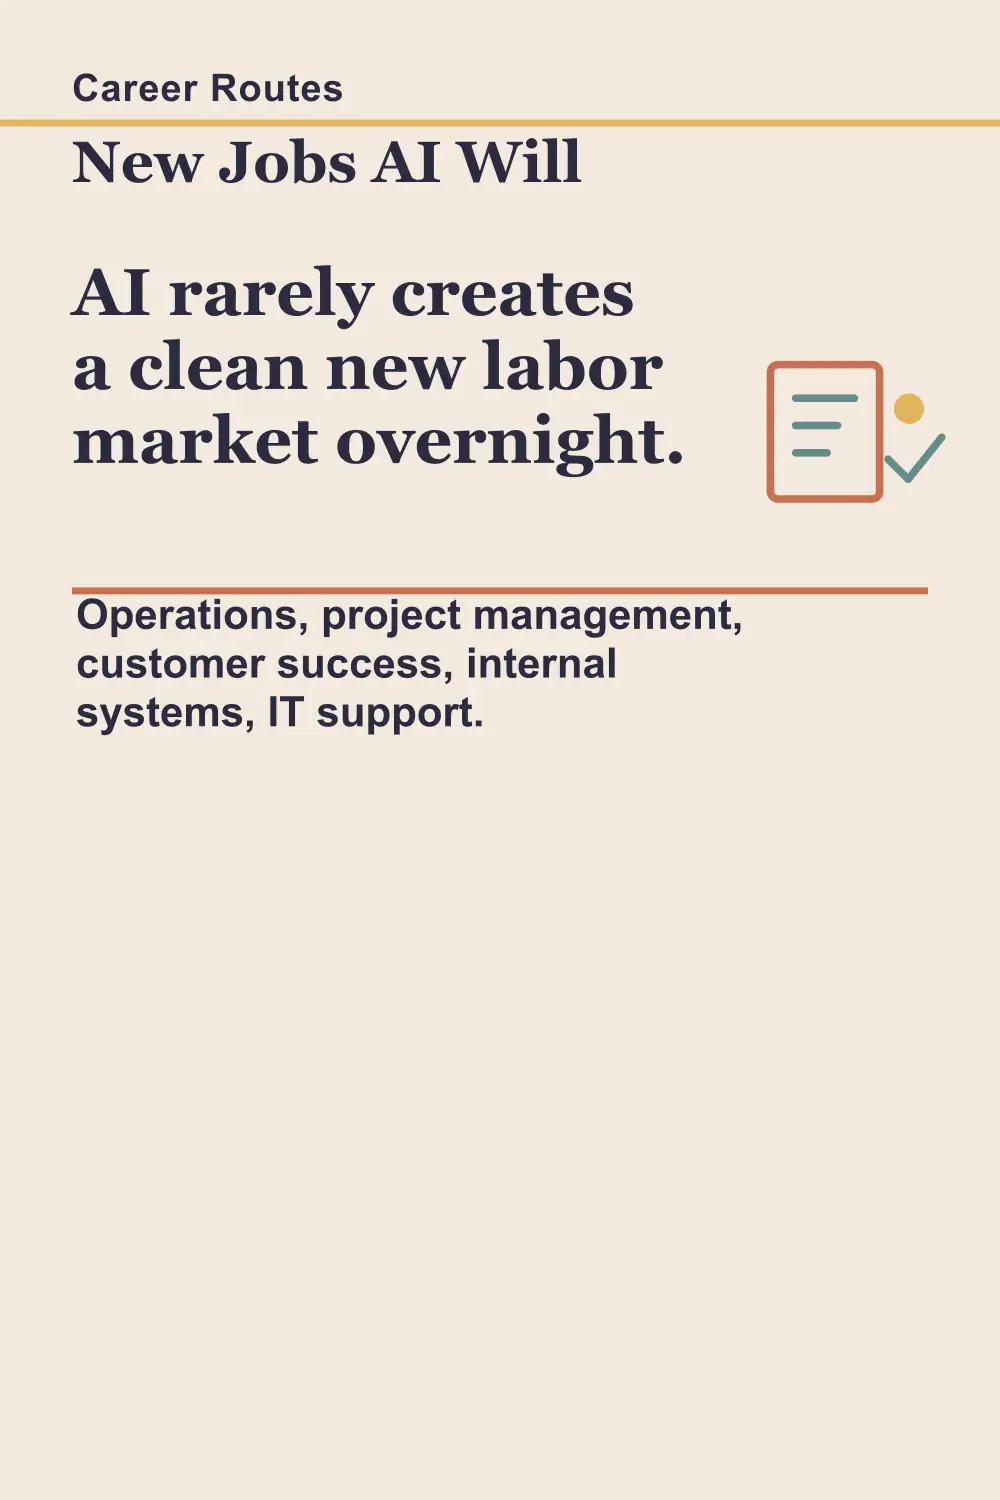 Career Routes
New Jobs AI Will
AI rarely creates
a clean new labor
market overnight.
Operations, project management,
customer success, internal
systems, IT support.